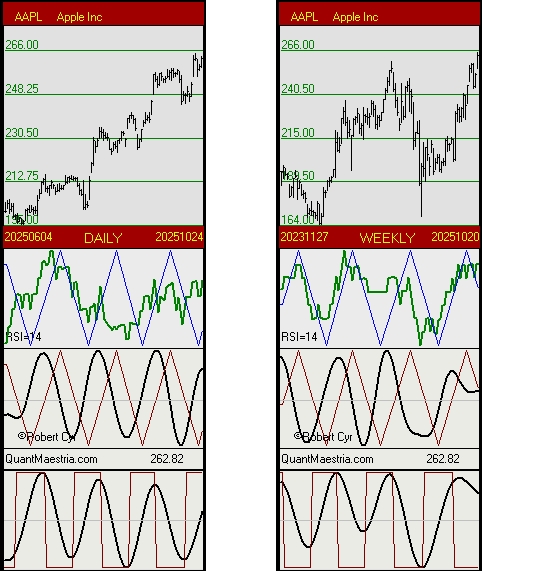 AAPL Apple Inc
266.00
248.25
230.50
212.75
20250604 DAILY 20251024
RSI=14
©Robert Cyr
QuantMaestria.com 262.82
AAPL Apple Inc
266.00
240.50
215.00
189.50
164.00
20231127 WEEKLY 20251020
RSI=14
©Robert Cyr
QuantMaestria.com 262.82